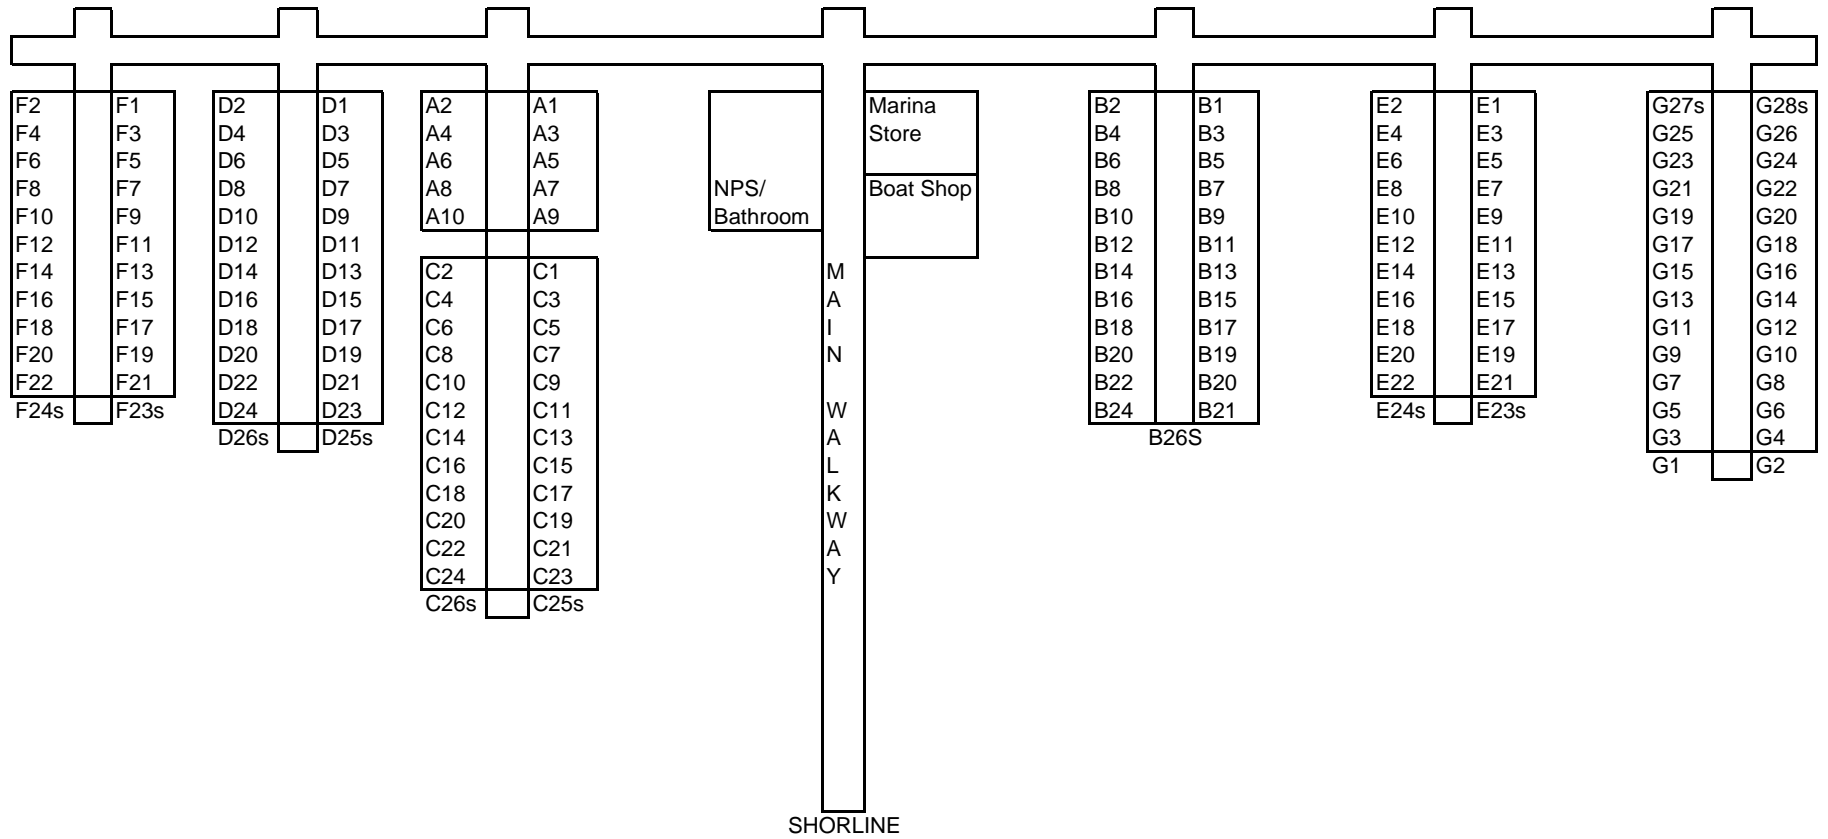 F2 F1 D2 D1 A2 A1 Marina B2 B1 E2 E1 G27s G28s
F4 F3 D4 D3 A4 A3 Store B4 B3 E4 E3 G25 G26
F6 F5 D6 D5 A6 A5 B6 B5 E6 E5 G23 G24
F8 F7 D8 D7 A8 A7 NPS/ Boat Shop B8 B7 E8 E7 G21 G22
F10 F9 D10 D9 A10 A9 Bathroom B10 B9 E10 E9 G19 G20
F12 F11 D12 D11 B12 B11 E12 E11 G17 G18
F14 F13 D14 D13 C2 C1 M B14 B13 E14 E13 G15 G16
F16 F15 D16 D15 C4 C3 A B16 B15 E16 E15 G13 G14
F18 F17 D18 D17 C6 C5 I B18 B17 E18 E17 G11 G12
F20 F19 D20 D19 C8 C7 N B20 B19 E20 E19 G9 G10
F22 F21 D22 D21 C10 C9 B22 B20 E22 E21 G7 G8
F24s F23s D24 D23 C12 C11 W B24 B21 E24s E23s G5 G6
D26s D25s C14 C13 A B26S G3 G4
C16 C15 L G1 G2
C18 C17 K
C20 C19 W
C22 C21 A
C24 C23 Y
C26s C25s
SHORLINE